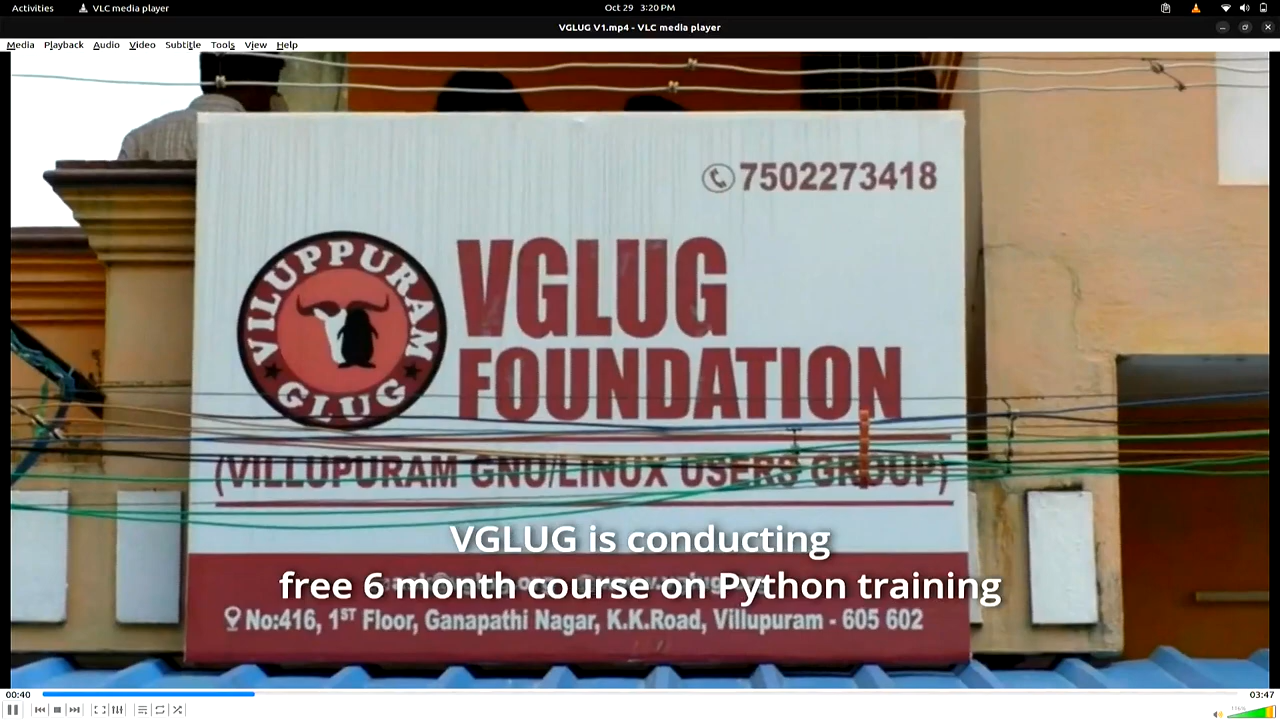 Activities
VLC media player
Oct 29 3:20 PM
VGLUG V1.mp4 - VLC media player
Media Playback Audio Video Subtitle Tools View Help
7502273418
VILUPPURAM GLUG
VGLUG
FOUNDATION
(VILLUPURAM GNU/LINUX USERS GROUP)
VGLUG is conducting
free 6 month course on Python training
No:416, 1ST Floor, Ganapathi Nagar, K.K.Road, Villupuram - 605 602
00:40
03:47